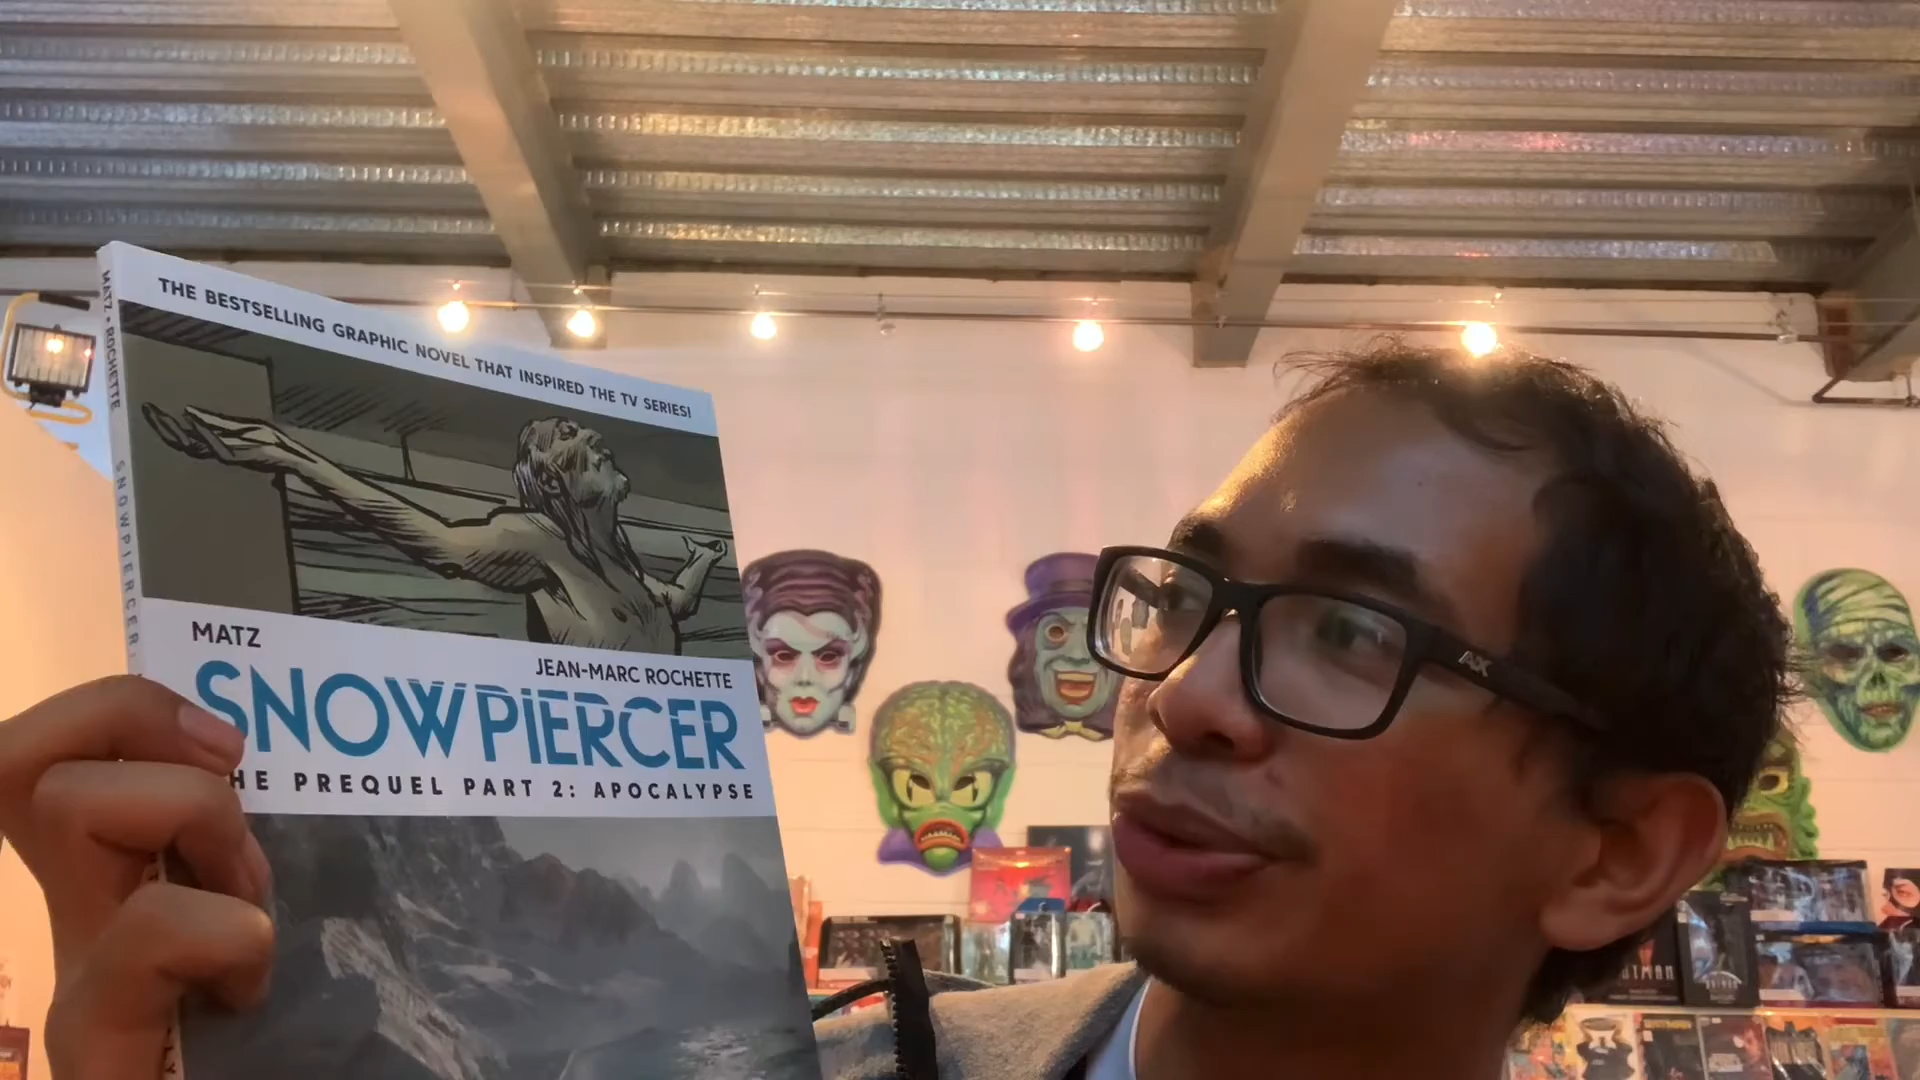 THE BESTSELLING GRAPHIC NOVEL THAT INSPIRED THE TV SERIES!
MATZ • ROCHETTE
SNOWPIERCER
MATZ
JEAN-MARC ROCHETTE
SNOWPIERCER
HE PREQUEL PART 2: APOCALYPSE
A|X